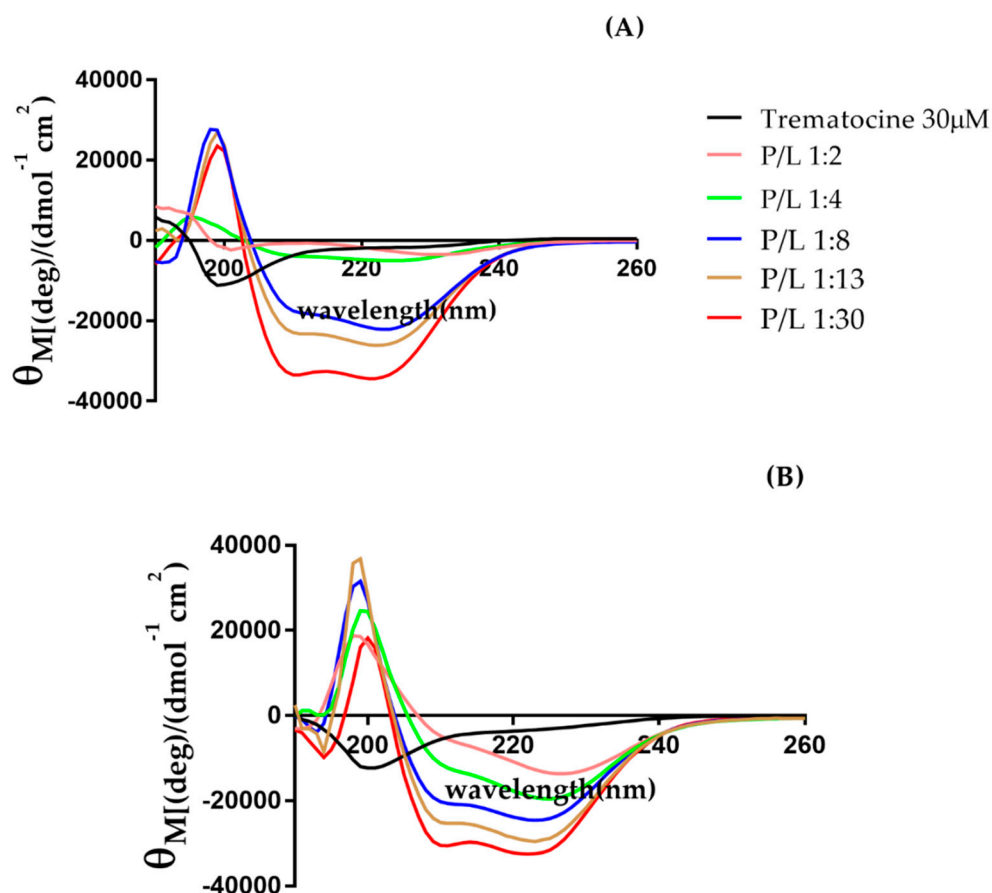 (A)
40000
20000
0
-20000
-40000
θM[(deg)/(dmol-1 cm2)
200
220
240
260
wavelength(nm)
Trematocine 30μM
P/L 1:2
P/L 1:4
P/L 1:8
P/L 1:13
P/L 1:30
(B)
40000
20000
0
-20000
-40000
θM[(deg)/(dmol-1 cm2)
200
220
240
260
wavelength(nm)